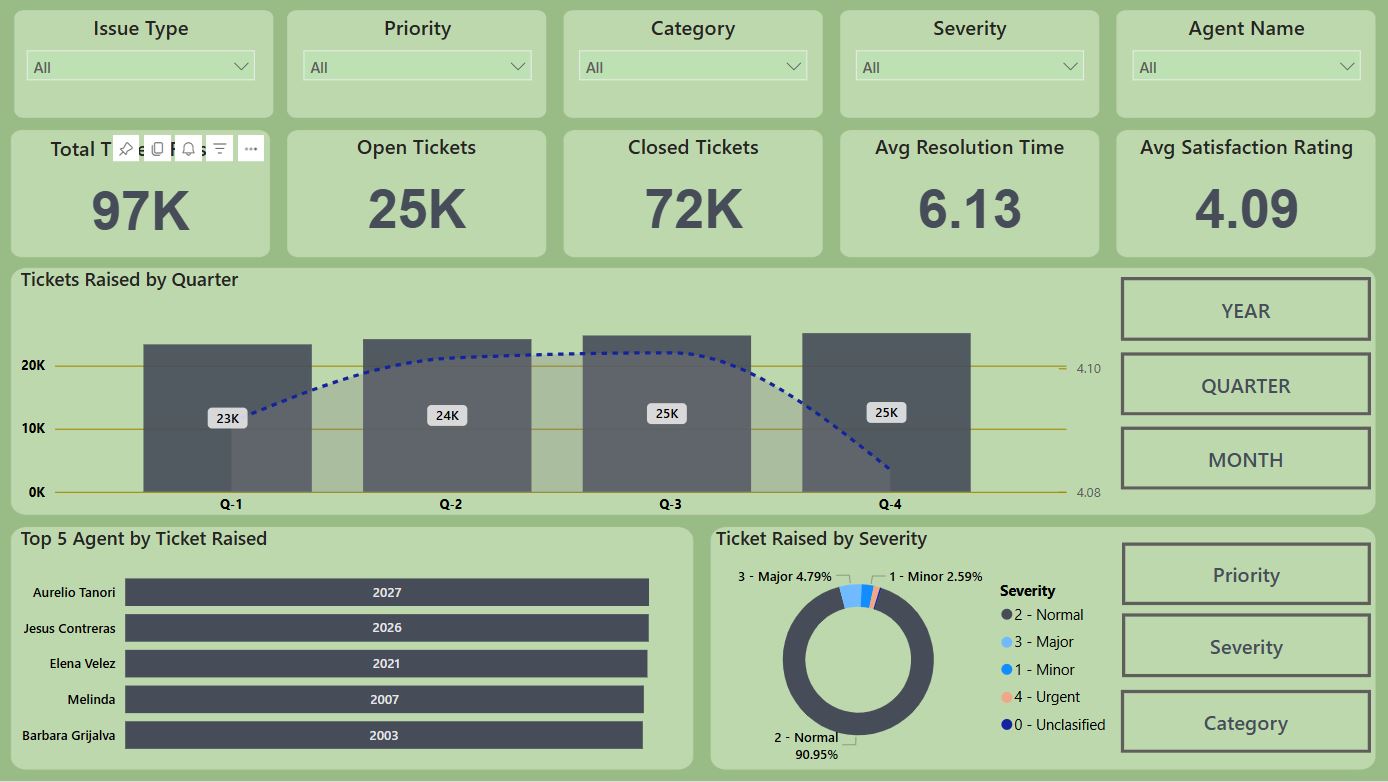 Issue Type
Priority
Category
Severity
Agent Name
All
All
All
All
All
Total
Open Tickets
Closed Tickets
Avg Resolution Time
Avg Satisfaction Rating
97K
25K
72K
6.13
4.09
Tickets Raised by Quarter
20K
10K
0K
23K
24K
25K
25K
4.10
4.08
Q-1
Q-2
Q-3
Q-4
YEAR
QUARTER
MONTH
Top 5 Agent by Ticket Raised
Aurelio Tanori
2027
Jesus Contreras
2026
Elena Velez
2021
Melinda
2007
Barbara Grijalva
2003
Ticket Raised by Severity
3 - Major 4.79%
1 - Minor 2.59%
2 - Normal
90.95%
Severity
2 - Normal
3 - Major
1 - Minor
4 - Urgent
0 - Unclasified
Priority
Severity
Category